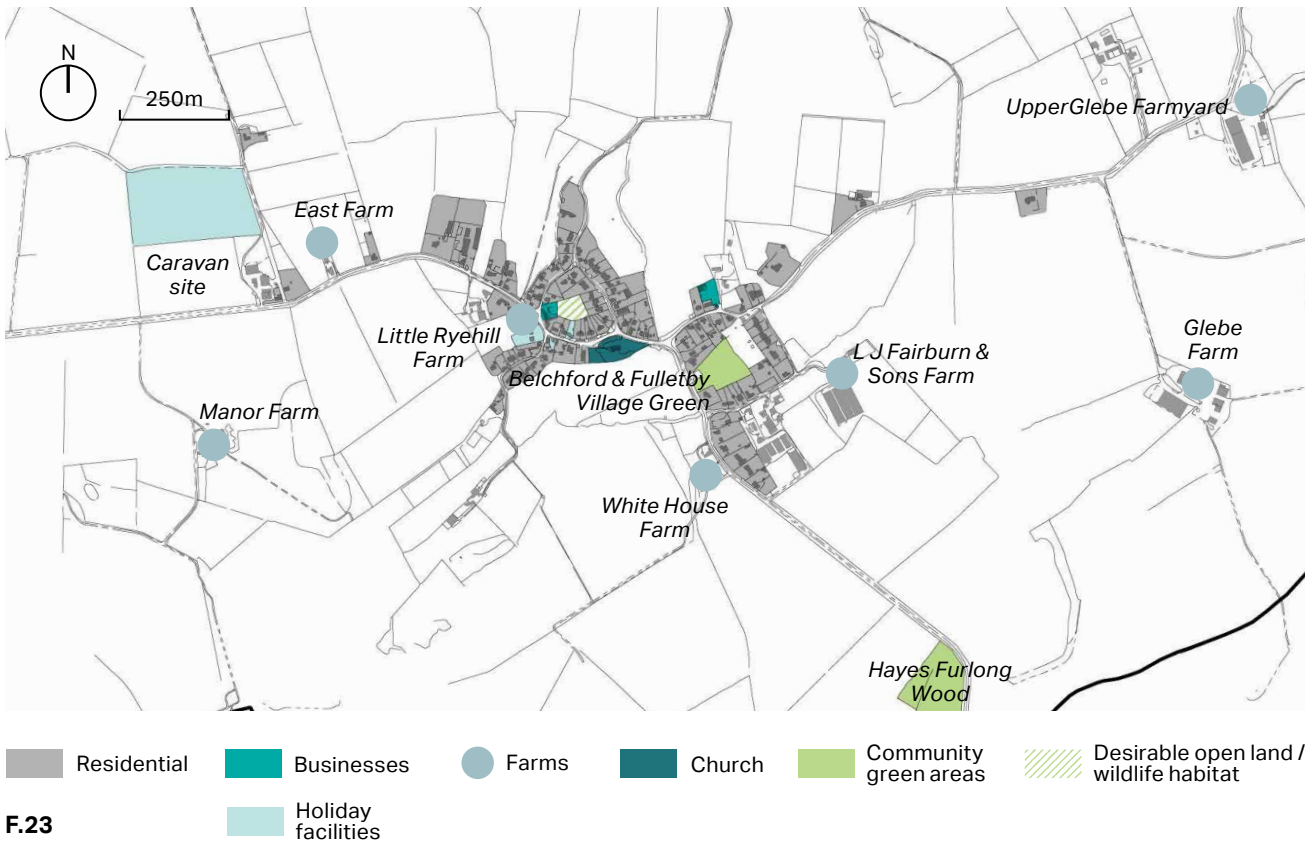 N
250m
UpperGlebe Farmyard
East Farm
Caravan
site
Little Ryehill
Farm
Glebe
Farm
L J Fairburn &
Sons Farm
Belchford & Fulletby
Village Green
Manor Farm
White House
Farm
Hayes Furlong
Wood
Residential
Businesses
Farms
Church
Community
green areas
Desirable open land /
wildlife habitat
F.23
Holiday
facilities